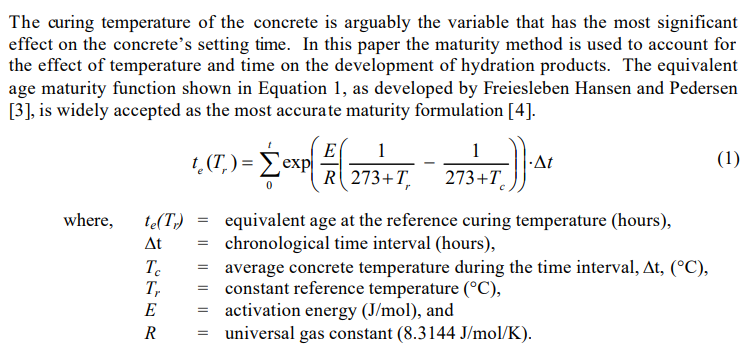 The curing temperature of the concrete is arguably the variable that has the most significant
effect on the concrete's setting time. In this paper the maturity method is used to account for
the effect of temperature and time on the development of hydration products. The equivalent
age maturity function shown in Equation 1, as developed by Freiesleben Hansen and Pedersen
[3], is widely accepted as the most accurate maturity formulation [4].
t_e(T_r) = \sum_{0}^{t} exp( \frac{E}{R} ( \frac{1}{273+T_r} − \frac{1}{273+T_c} ) ) ·Δt (1)
where, t_e(T_r) = equivalent age at the reference curing temperature (hours),
Δt = chronological time interval (hours),
T_c = average concrete temperature during the time interval, Δt, (°C),
T_r = constant reference temperature (°C),
E = activation energy (J/mol), and
R = universal gas constant (8.3144 J/mol/K).